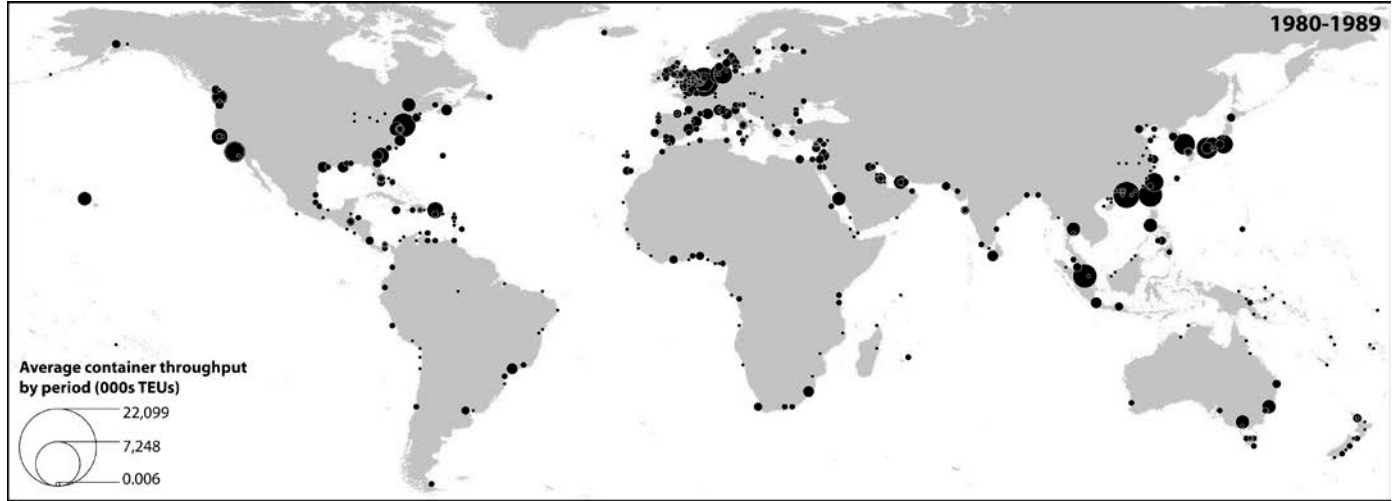 1980-1989
Average container throughput
by period (000s TEUs)
22,099
7,248
0.006